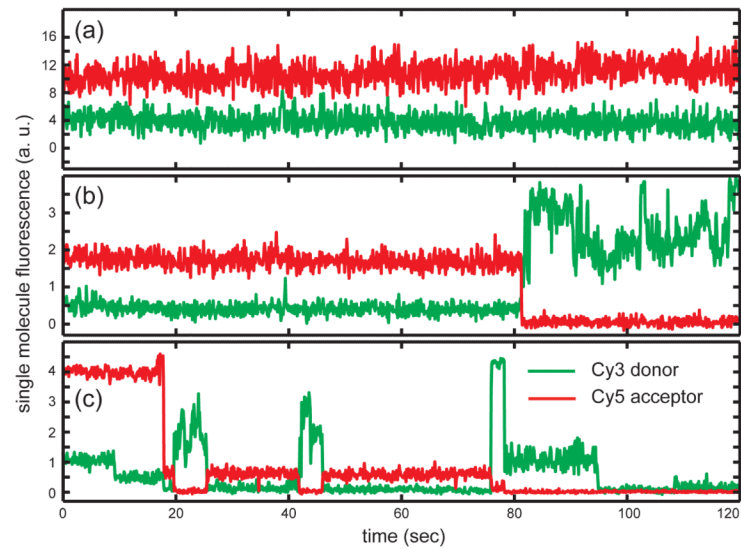 (a)
16
12
8
4
0
(b)
3
2
1
0
(c)
4
3
2
1
0
Cy3 donor
Cy5 acceptor
0 20 40 60 80 100 120
time (sec)
single molecule fluorescence (a. u.)